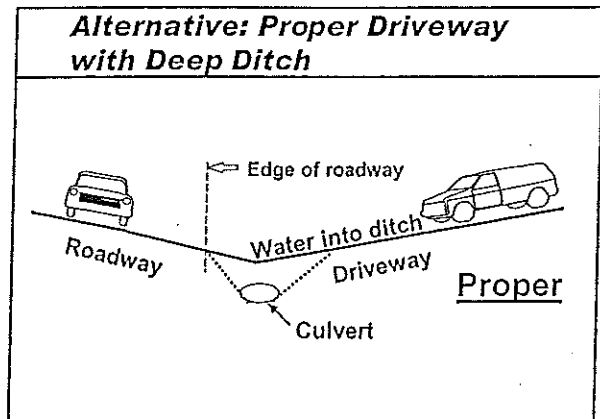 Alternative: Proper Driveway
with Deep Ditch
Edge of roadway
Water into ditch
Roadway
Driveway
Proper
Culvert